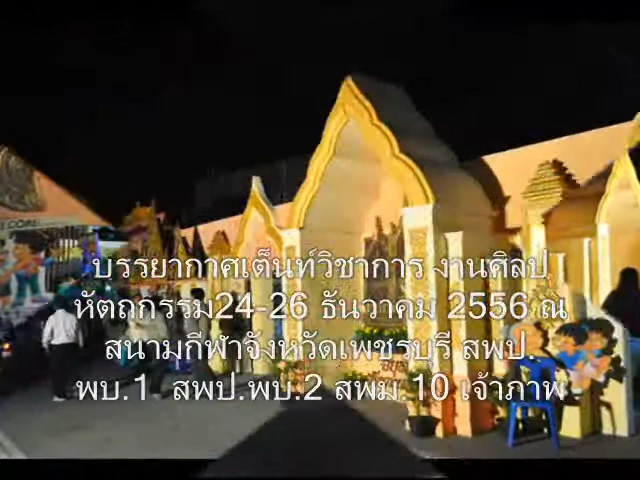 บรรยากาศเต็นท์วิชาการ งานศิลป
หัตถกรรม24-26 ธันวาคม 2556 ณ
สนามกีฬาจังหวัดเพชรบุรี สพป.
พบ.1  สพป.พบ.2 สพม.10 เจ้าภาพ